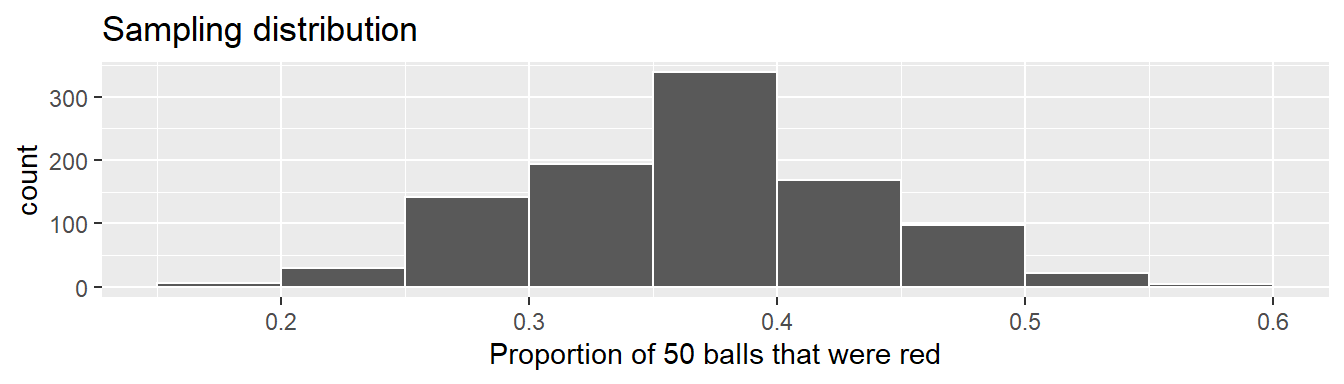 Sampling distribution
300
200
100
0
count
0.2 0.3 0.4 0.5 0.6
Proportion of 50 balls that were red